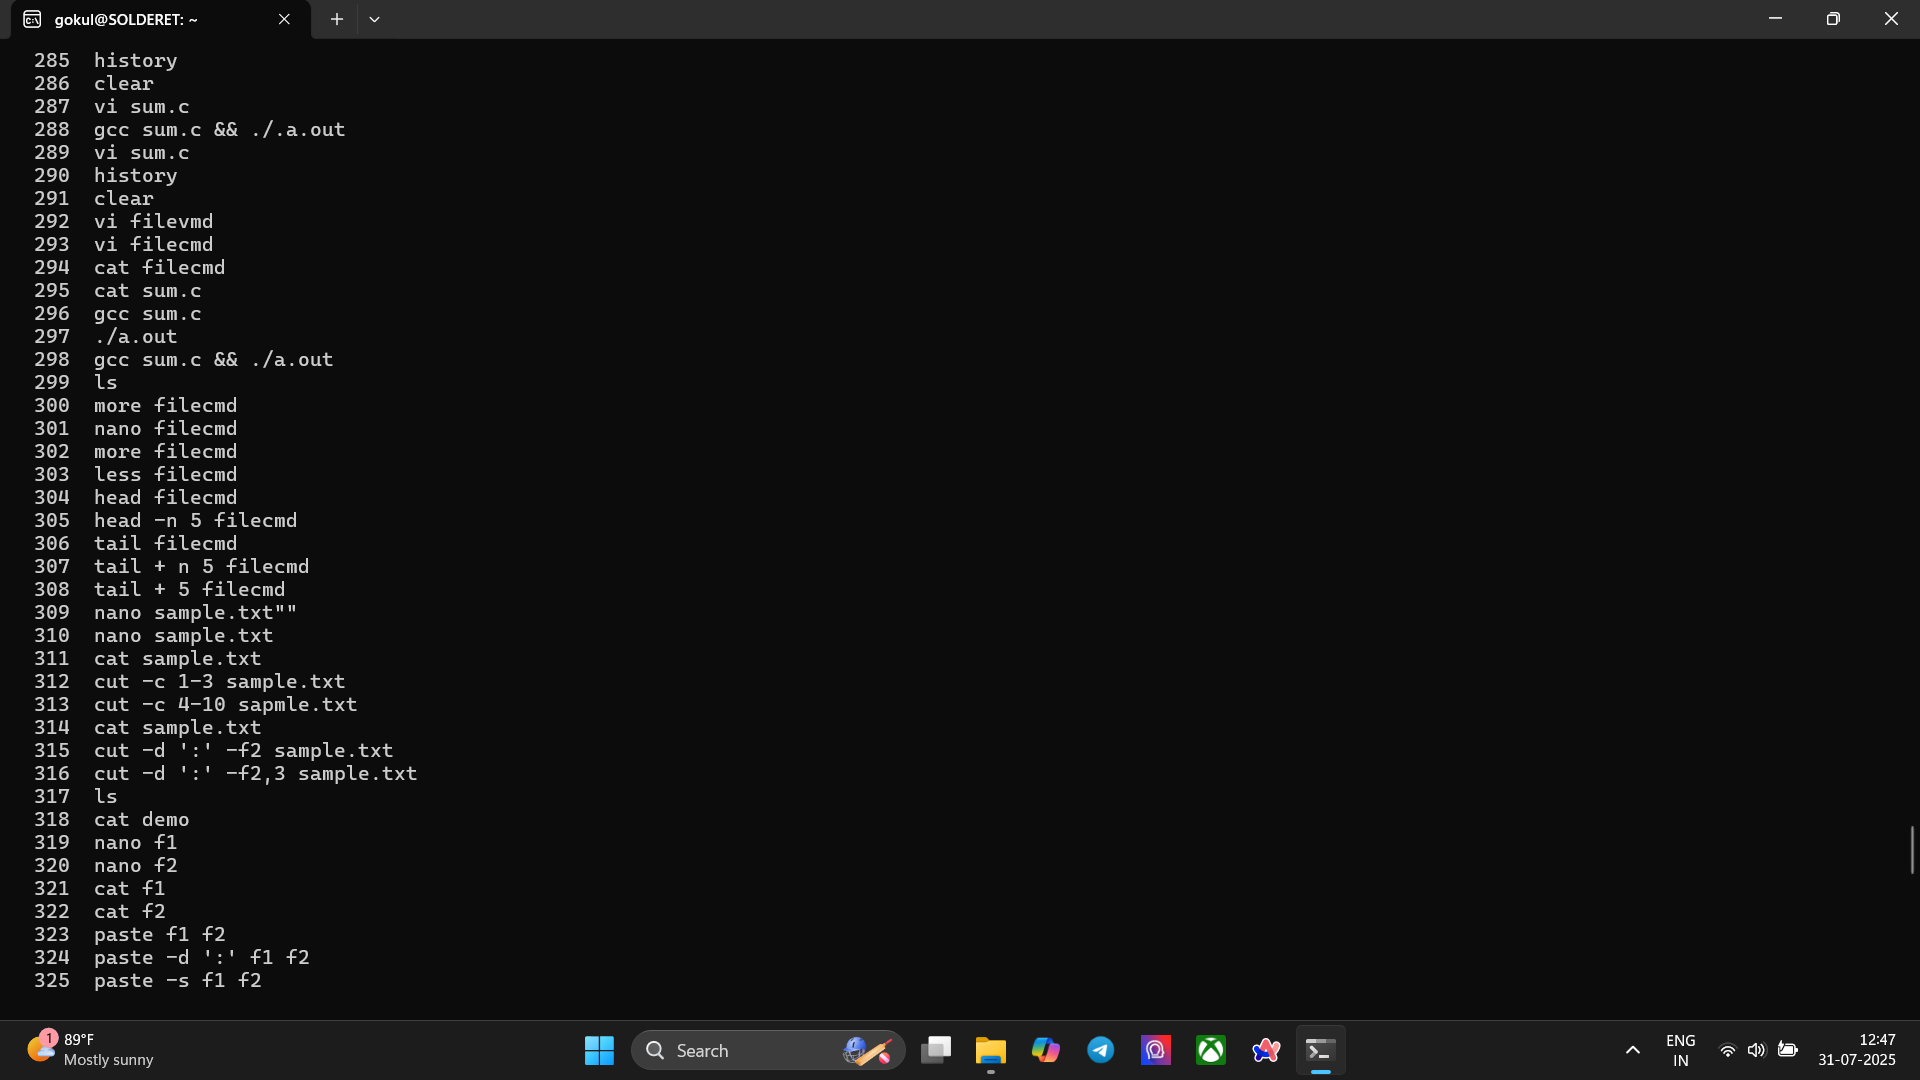 gokul@SOLDERET: ~
285 history
286 clear
287 vi sum.c
288 gcc sum.c && ./.a.out
289 vi sum.c
290 history
291 clear
292 vi filevmd
293 vi filecmd
294 cat filecmd
295 cat sum.c
296 gcc sum.c
297 ./a.out
298 gcc sum.c && ./a.out
299 ls
300 more filecmd
301 nano filecmd
302 more filecmd
303 less filecmd
304 head filecmd
305 head -n 5 filecmd
306 tail filecmd
307 tail + n 5 filecmd
308 tail + 5 filecmd
309 nano sample.txt""
310 nano sample.txt
311 cat sample.txt
312 cut -c 1-3 sample.txt
313 cut -c 4-10 sapmle.txt
314 cat sample.txt
315 cut -d ':' -f2 sample.txt
316 cut -d ':' -f2,3 sample.txt
317 ls
318 cat demo
319 nano f1
320 nano f2
321 cat f1
322 cat f2
323 paste f1 f2
324 paste -d ':' f1 f2
325 paste -s f1 f2
1
89°F
Mostly sunny
Search
ENG
IN
12:47
31-07-2025